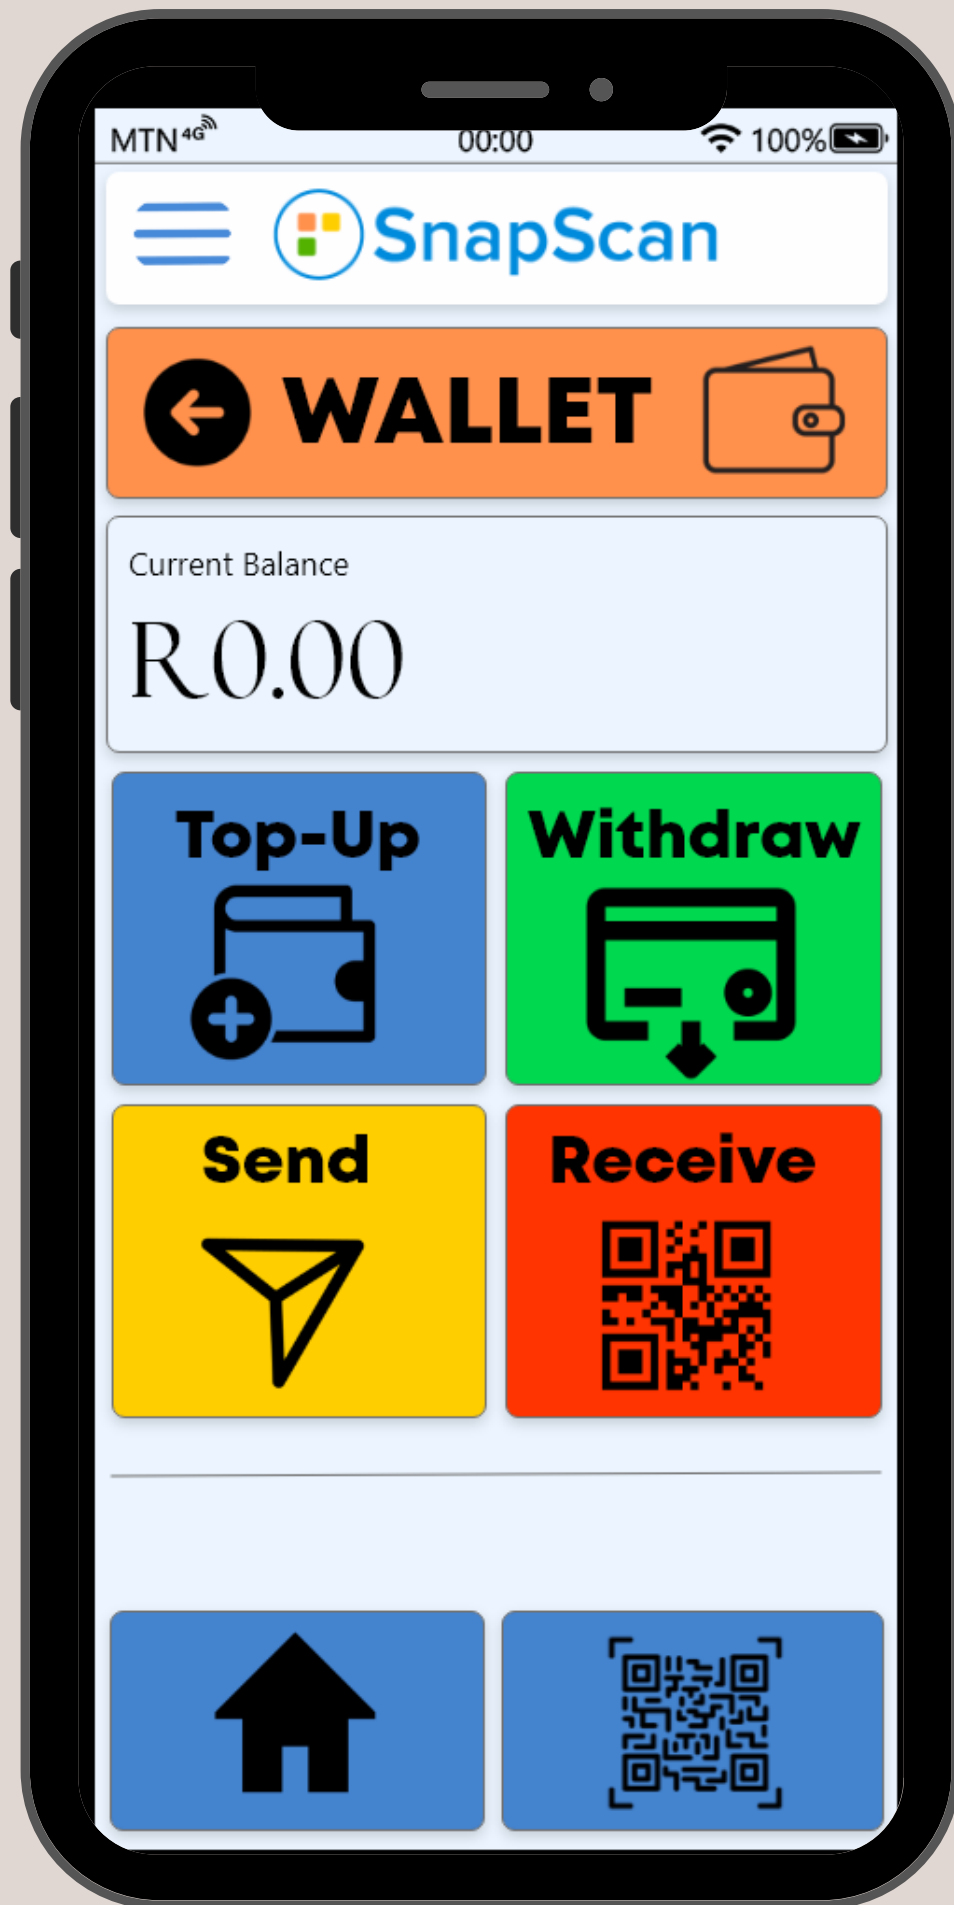 MTN 4G 00:00 100%
SnapScan
WALLET
Current Balance
R0.00
Top-Up Withdraw
Send Receive